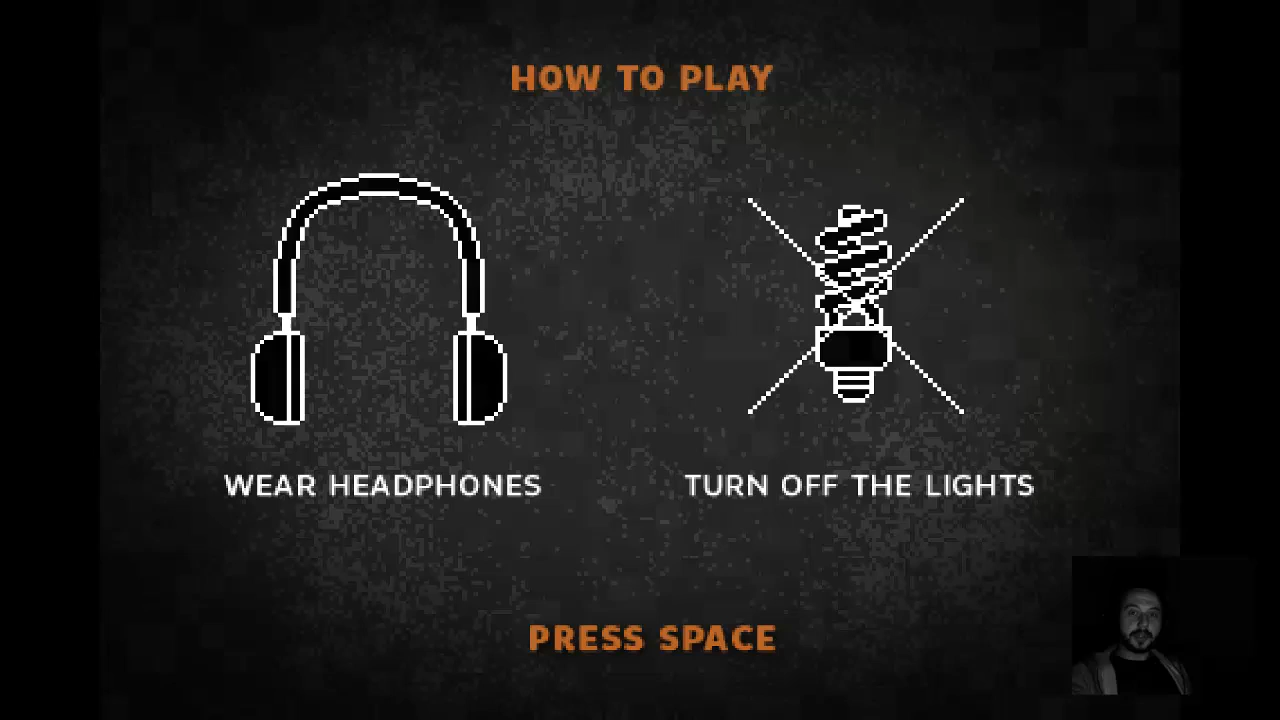 HOW TO PLAY
WEAR HEADPHONES
TURN OFF THE LIGHTS
PRESS SPACE